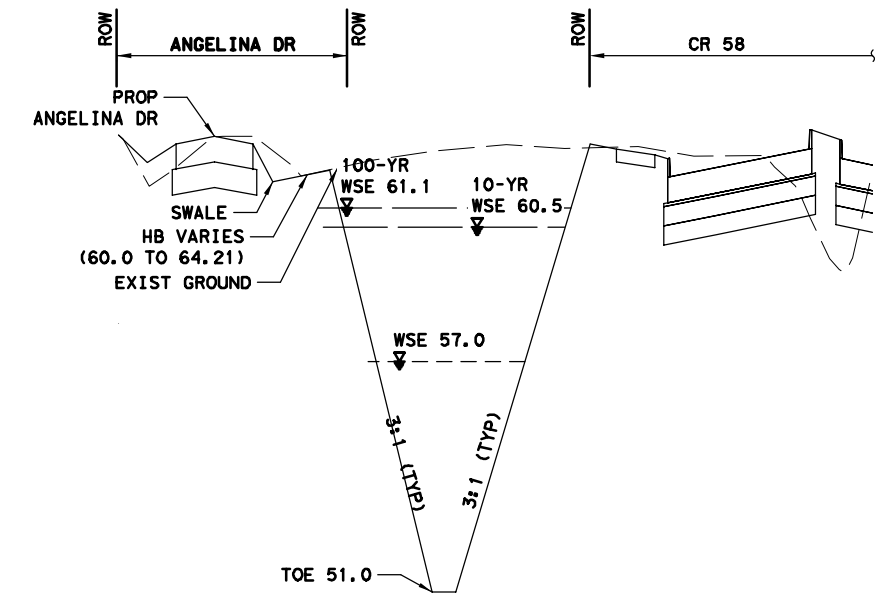 ROW
ANGELINA DR
ROW
ROW
CR 58
PROP
ANGELINA DR
100-YR
WSE 61.1
10-YR
WSE 60.5
SWALE
HB VARIES
(60.0 TO 64.21)
EXIST GROUND
WSE 57.0
3:1 (TYP)
3:1 (TYP)
TOE 51.0